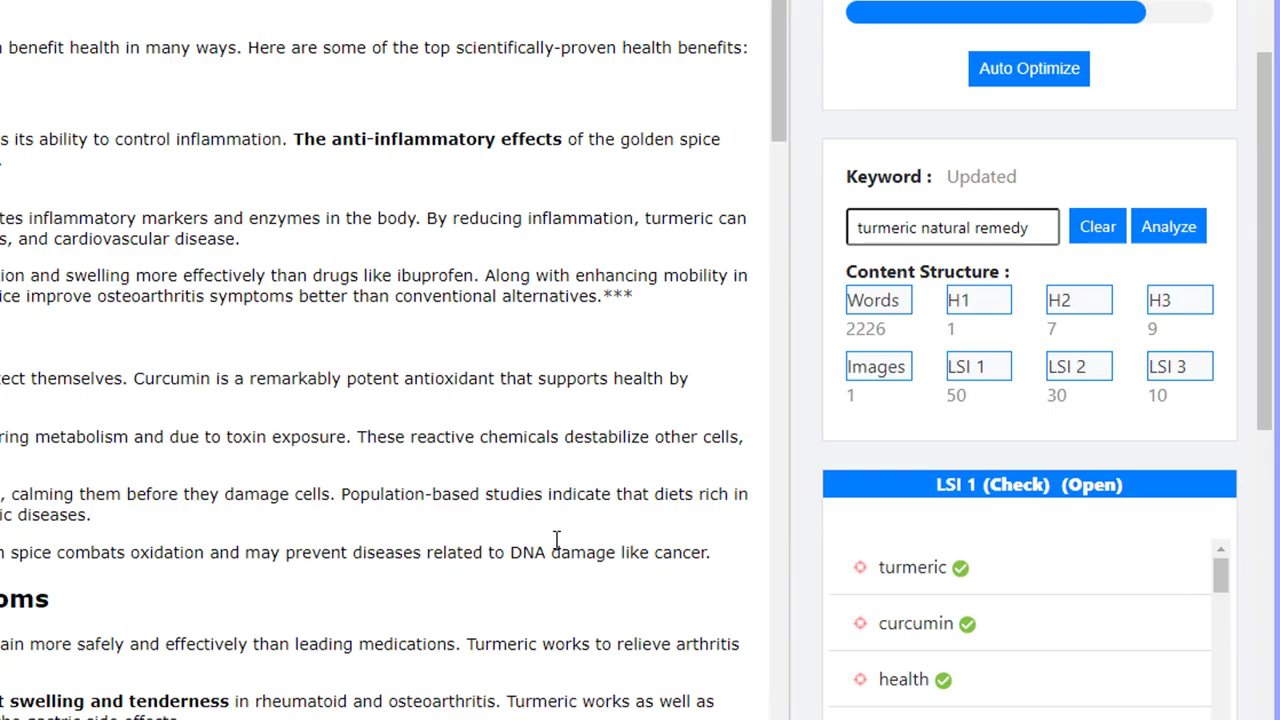 benefit health in many ways. Here are some of the top scientifically-proven health benefits:
s its ability to control inflammation. The anti-inflammatory effects of the golden spice
tes inflammatory markers and enzymes in the body. By reducing inflammation, turmeric can
s, and cardiovascular disease.
ion and swelling more effectively than drugs like ibuprofen. Along with enhancing mobility in
ice improve osteoarthritis symptoms better than conventional alternatives.***
ect themselves. Curcumin is a remarkably potent antioxidant that supports health by
ring metabolism and due to toxin exposure. These reactive chemicals destabilize other cells,
, calming them before they damage cells. Population-based studies indicate that diets rich in
ic diseases.
spice combats oxidation and may prevent diseases related to DNA damage like cancer.
oms
ain more safely and effectively than leading medications. Turmeric works to relieve arthritis
t swelling and tenderness in rheumatoid and osteoarthritis. Turmeric works as well as
Auto Optimize
Keyword : Updated
turmeric natural remedy Clear Analyze
Content Structure :
Words H1 H2 H3
2226 1 7 9
Images LSI 1 LSI 2 LSI 3
1 50 30 10
LSI 1 (Check) (Open)
turmeric
curcumin
health